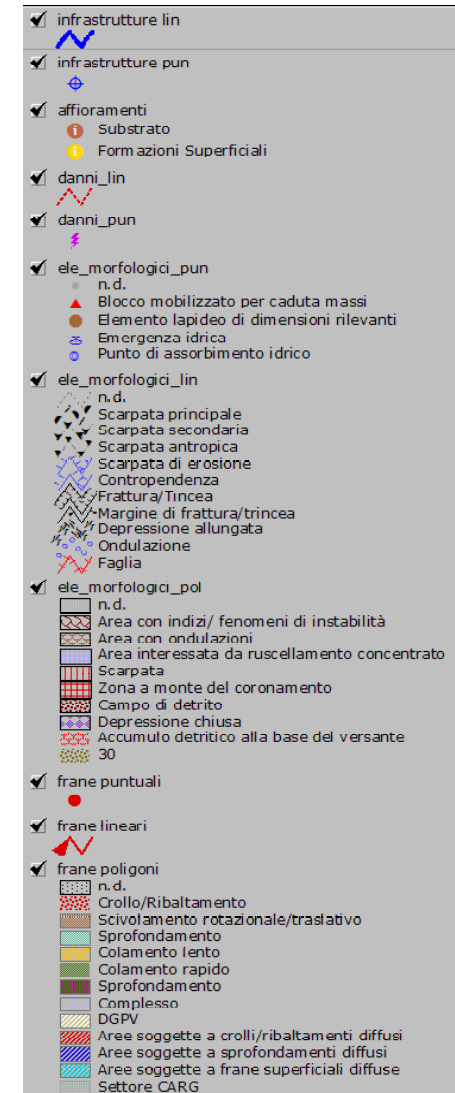 infrastrutture lin
infrastrutture pun
affioramenti
Substrato
Formazioni Superficiali
danni_lin
danni_pun
ele_morfologici_pun
n.d.
Blocco mobilizzato per caduta massi
Elemento lapideo di dimensioni rilevanti
Emergenza idrica
Punto di assorbimento idrico
ele_morfologici_lin
n.d.
Scarpata principale
Scarpata secondaria
Scarpata antropica
Scarpata di erosione
Contropendenza
Frattura/Tincea
Margine di frattura/trincea
Depressione allungata
Ondulazione
Faglia
ele_morfologici_pol
n.d.
Area con indizi/ fenomeni di instabilità
Area con ondulazioni
Area interessata da ruscellamento concentrato
Scarpata
Zona a monte del coronamento
Campo di detrito
Depressione chiusa
Accumulo detritico alla base del versante
30
frane puntuali
frane lineari
frane poligoni
n.d.
Crollo/Ribaltamento
Scivolamento rotazionale/traslativo
Sprofondamento
Colamento lento
Colamento rapido
Sprofondamento
Complesso
DGPV
Aree soggette a crolli/ribaltamenti diffusi
Aree soggette a sprofondamenti diffusi
Aree soggette a frane superficiali diffuse
Settore CARG